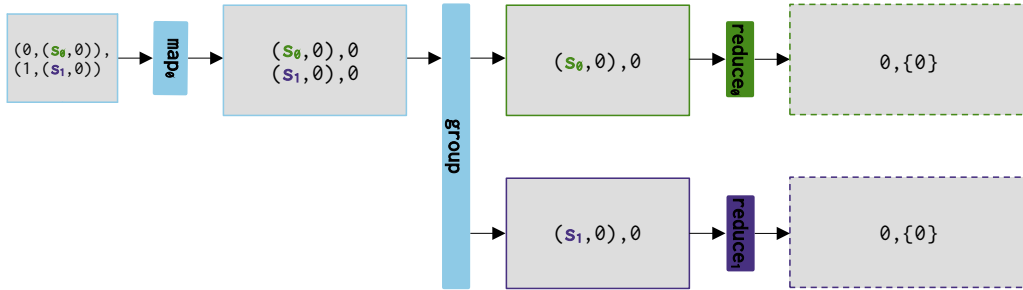 (0,(s₀,0)),
(1,(s₁,0))
map₀
(s₀,0),0
(s₁,0),0
group
(s₀,0),0
reduce₀
0,{0}
(s₁,0),0
reduce₁
0,{0}